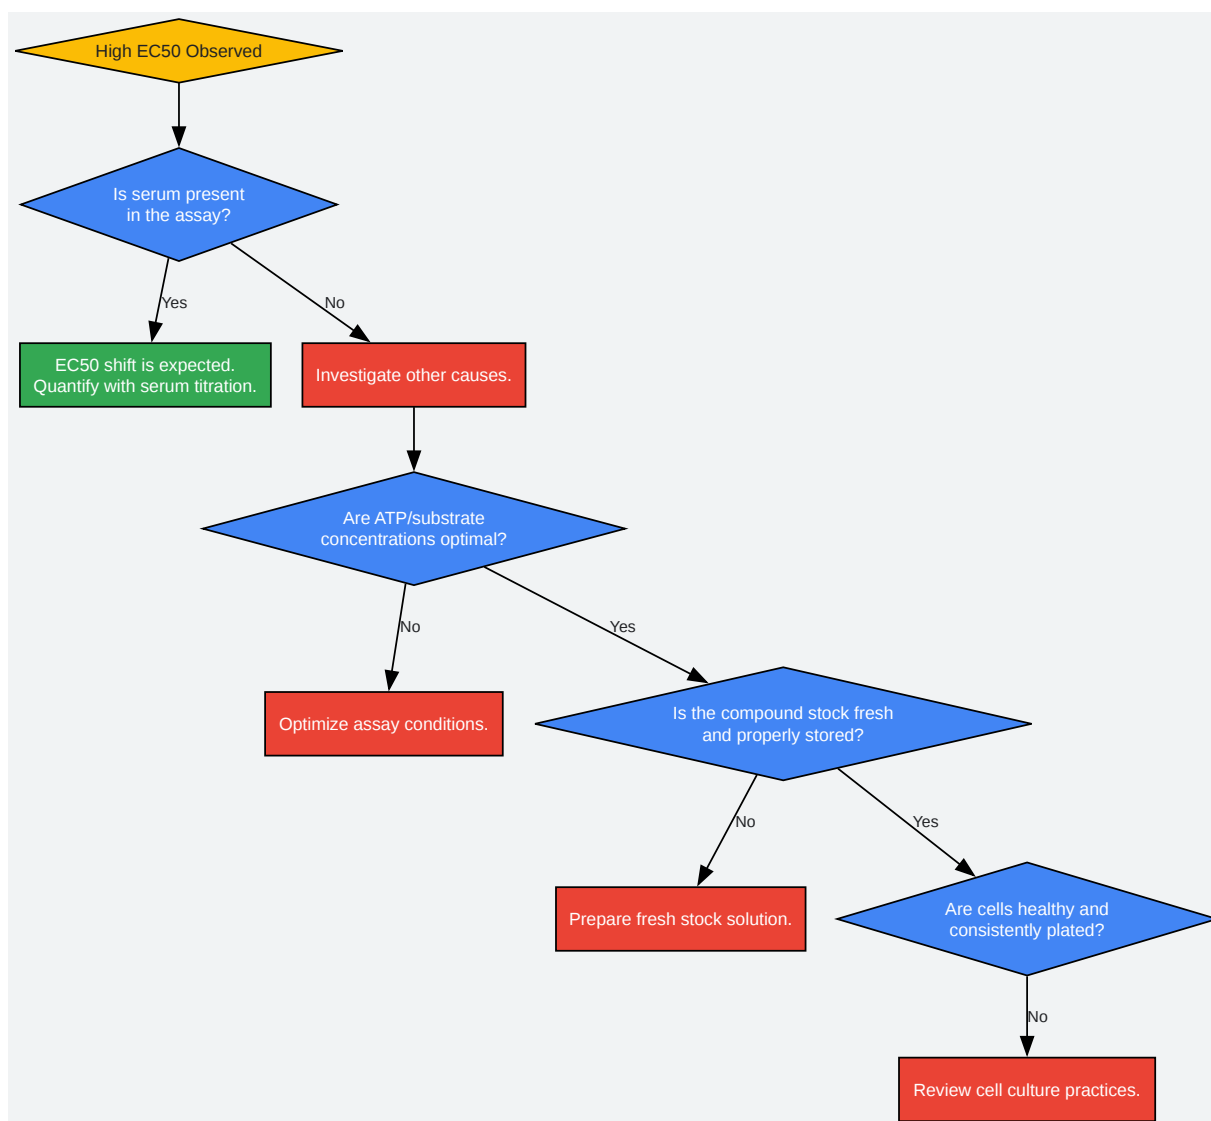 High EC50 Observed
Is serum present
in the assay?
Yes
No
EC50 shift is expected.
Quantify with serum titration.
Investigate other causes.
Are ATP/substrate
concentrations optimal?
No
Yes
Optimize assay conditions.
Is the compound stock fresh
and properly stored?
No
Yes
Prepare fresh stock solution.
Are cells healthy and
consistently plated?
No
Review cell culture practices.